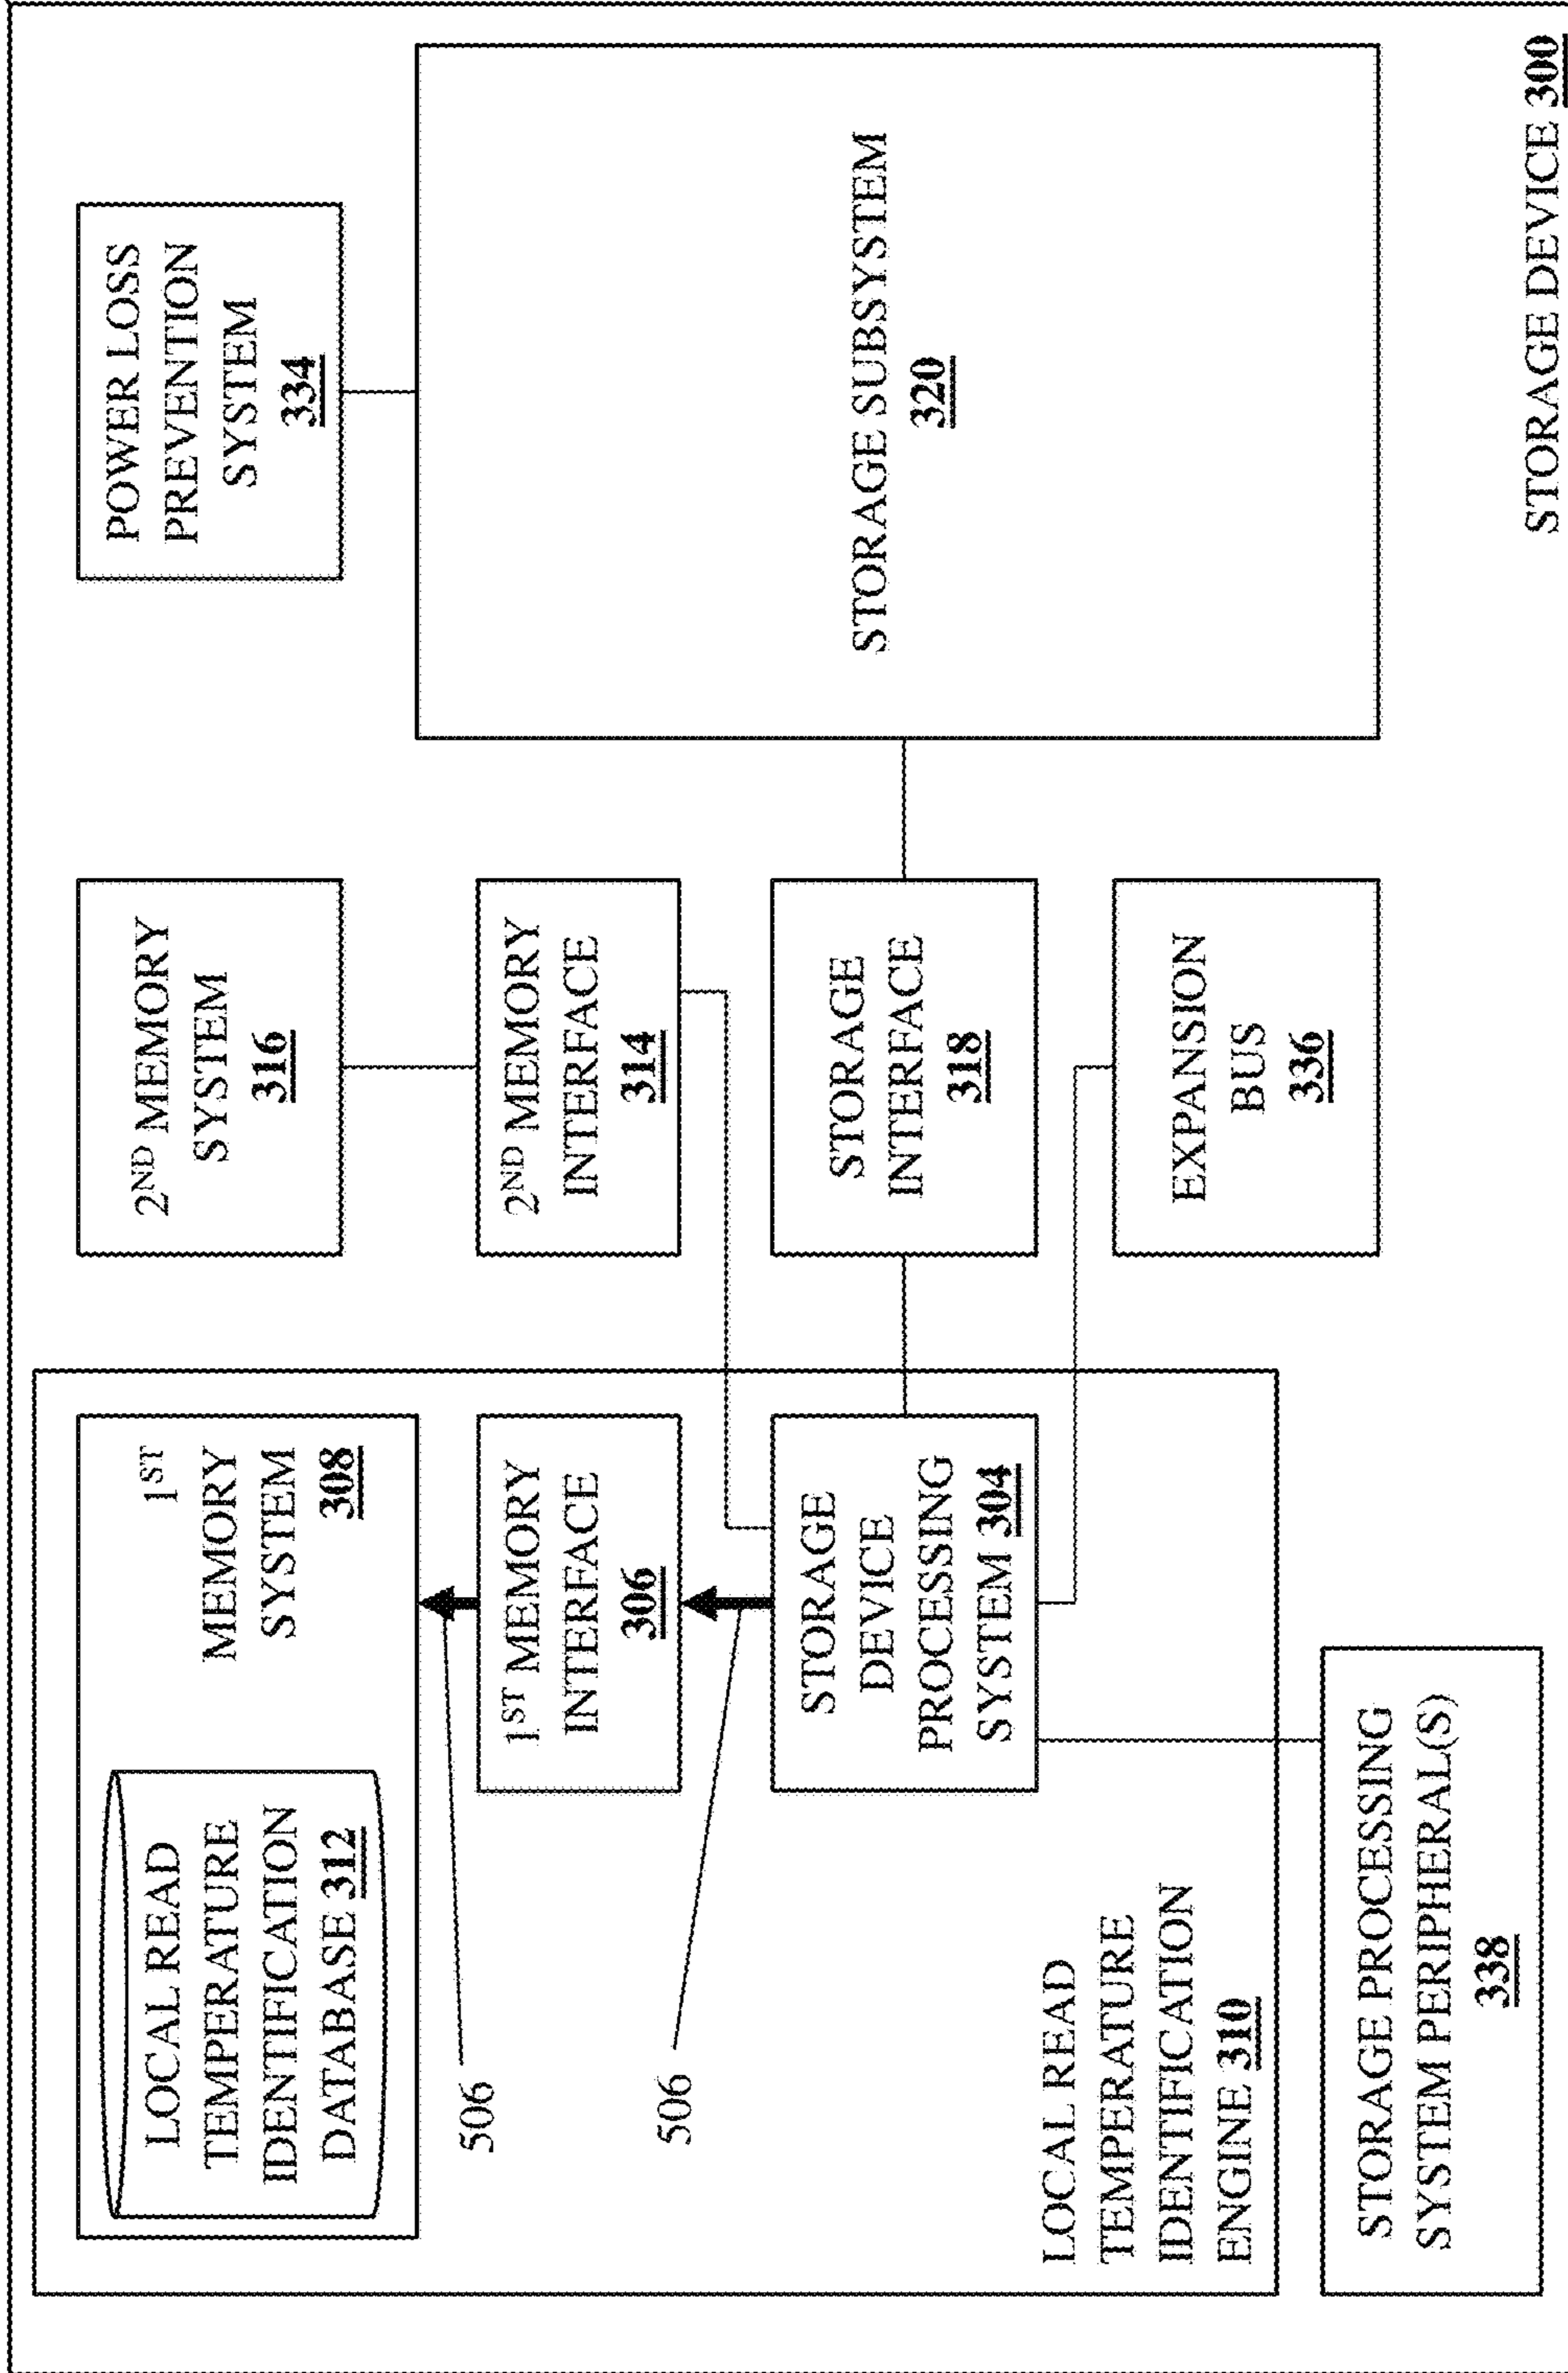 LOCAL READ
TEMPERATURE
IDENTIFICATION
DATABASE 312
1ST
MEMORY
SYSTEM
308
506
1ST MEMORY
INTERFACE
306
506
STORAGE
DEVICE
PROCESSING
SYSTEM 304
LOCAL READ
TEMPERATURE
IDENTIFICATION
ENGINE 310
STORAGE PROCESSING
SYSTEM PERIPHERAL(S)
338
2ND MEMORY
SYSTEM
316
2ND MEMORY
INTERFACE
314
STORAGE
INTERFACE
318
EXPANSION
BUS
336
POWER LOSS
PREVENTION
SYSTEM
334
STORAGE SUBSYSTEM
320
STORAGE DEVICE 300